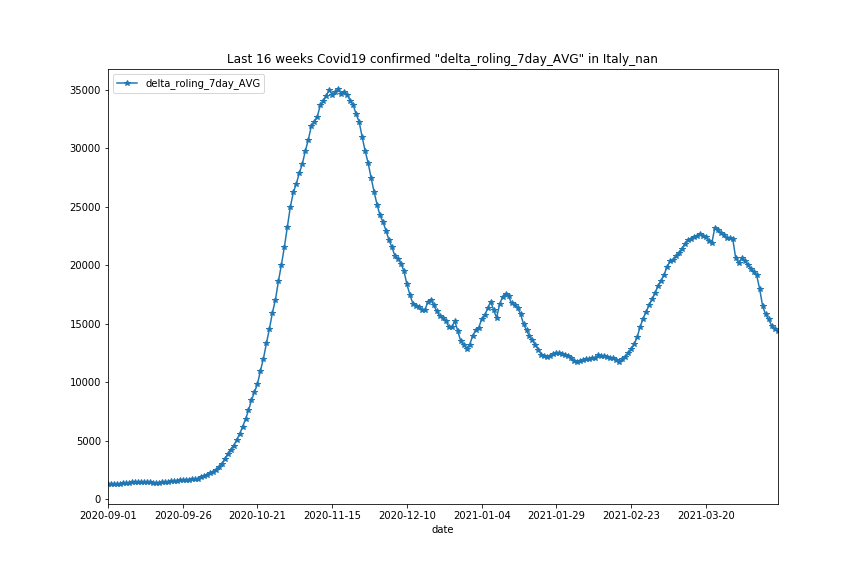 Last 16 weeks Covid19 confirmed "delta_roling_7day_AVG" in Italy_nan
delta_roling_7day_AVG
35000
30000
25000
20000
15000
10000
5000
0
2020-09-01 2020-09-26 2020-10-21 2020-11-15 2020-12-10 2021-01-04 2021-01-29 2021-02-23 2021-03-20
date